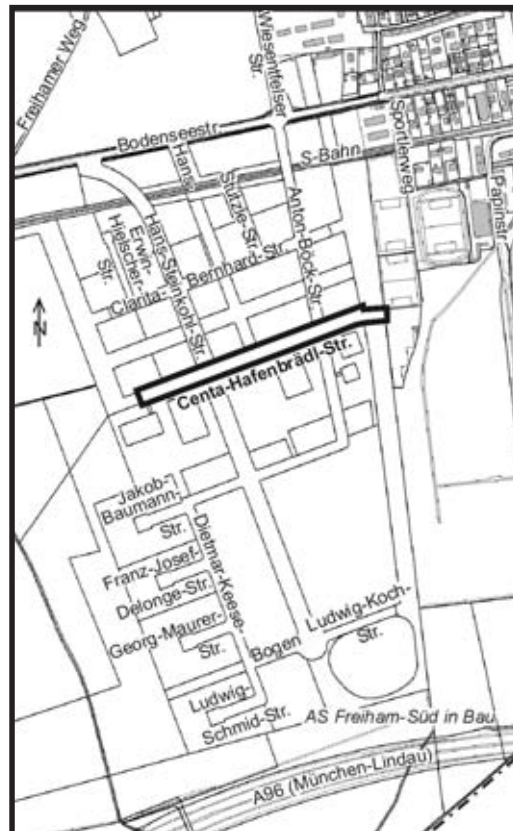 Freihamer Weg
Wiesentfelser
Str.
Bodenseestr.
S-Bahn
Sportlerweg
Papinstr.
Hans-
Stützle-Str.
Anton-Böck-Str.
Hans-Steinkohl-Str.
Erwin-
Hielscher-
Str.
Clarita-
Bernhard-Str.
N
Centa-Hafenbrädl-Str.
Jakob-
Baumann-
Str.
Franz-Josef-
Delonge-Str.
Dietmar-Keese-
Bogen
Georg-Maurer-
Str.
Ludwig-Koch-
Str.
Ludwig-
Schmid-Str.
AS Freiham-Süd in Bau
A96 (München-Lindau)